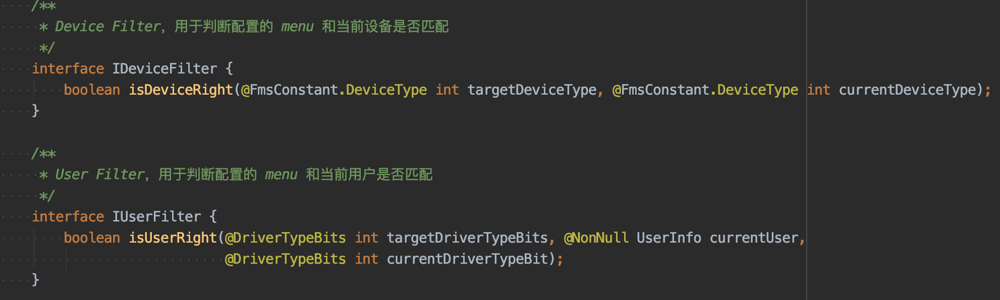 /**
* Device Filter, 用于判断配置的 menu 和当前设备是否匹配
*/
interface IDeviceFilter {
boolean isDeviceRight(@FmsConstant.DeviceType int targetDeviceType, @FmsConstant.DeviceType int currentDeviceType);
}
/**
* User Filter, 用于判断配置的 menu 和当前用户是否匹配
*/
interface IUserFilter {
boolean isUserRight(@DriverTypeBits int targetDriverTypeBits, @NonNull UserInfo currentUser,
@DriverTypeBits int currentDriverTypeBit);
}